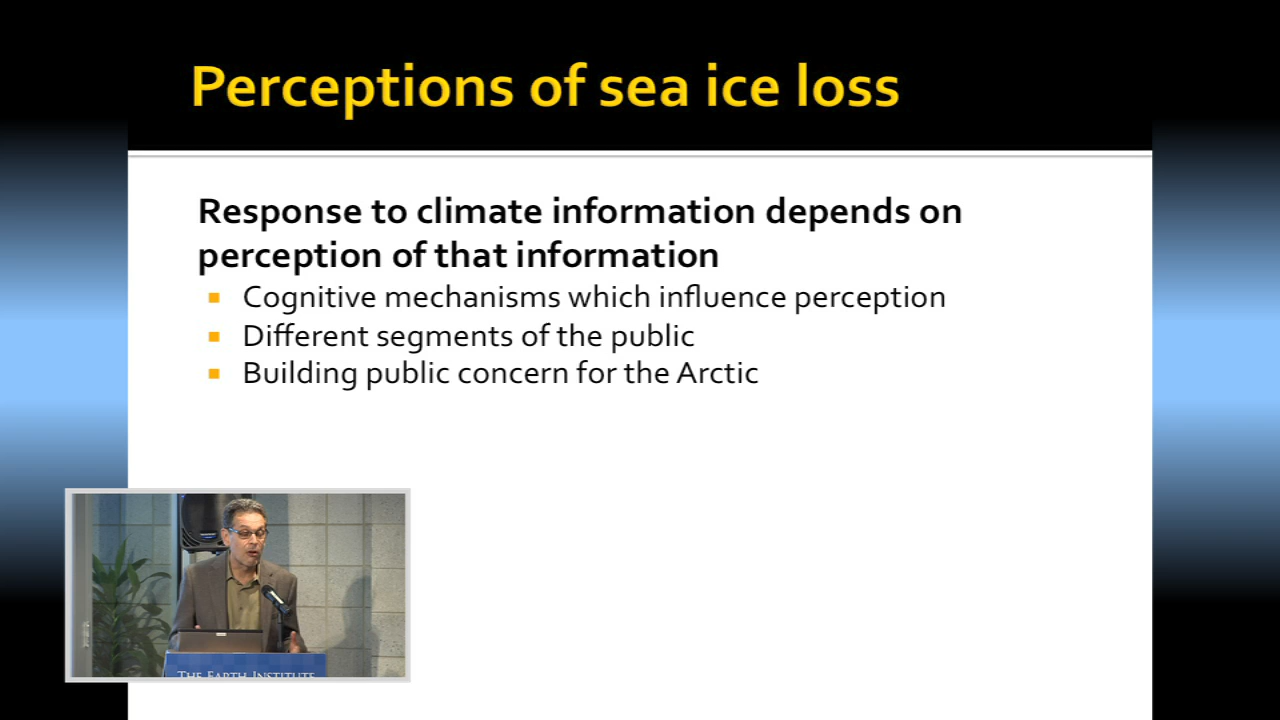 Perceptions of sea ice loss
Response to climate information depends on
perception of that information
Cognitive mechanisms which influence perception
Different segments of the public
Building public concern for the Arctic
THE EARTH INSTITUTE